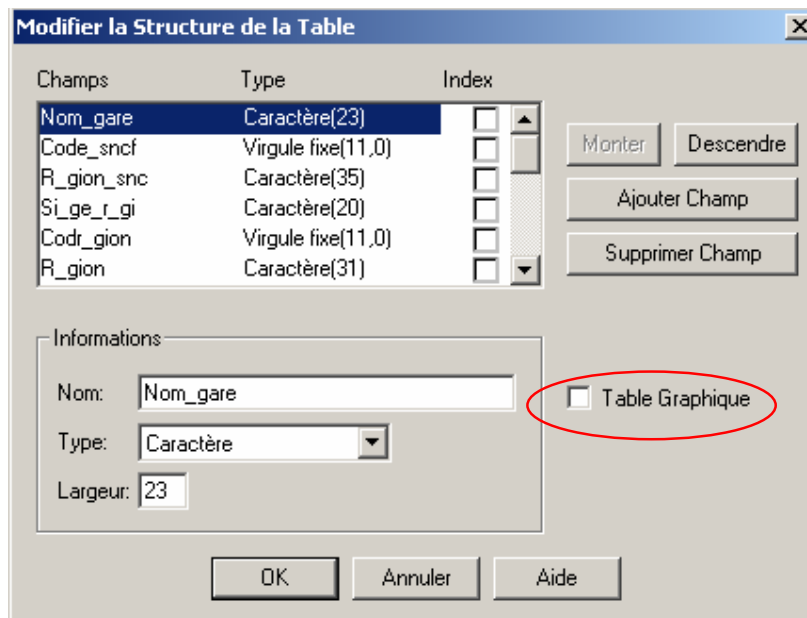 Modifier la Structure de la Table
Champs Type Index
Nom_gare Caractère(23)
Code_sncf Virgule fixe(11,0)
R_gion_snc Caractère(35)
Si_ge_r_gi Caractère(20)
Codr_gion Virgule fixe(11,0)
R_gion Caractère(31)
Monter Descendre
Ajouter Champ
Supprimer Champ
Informations
Nom: Nom_gare
Table Graphique
Type: Caractère
Largeur: 23
OK Annuler Aide